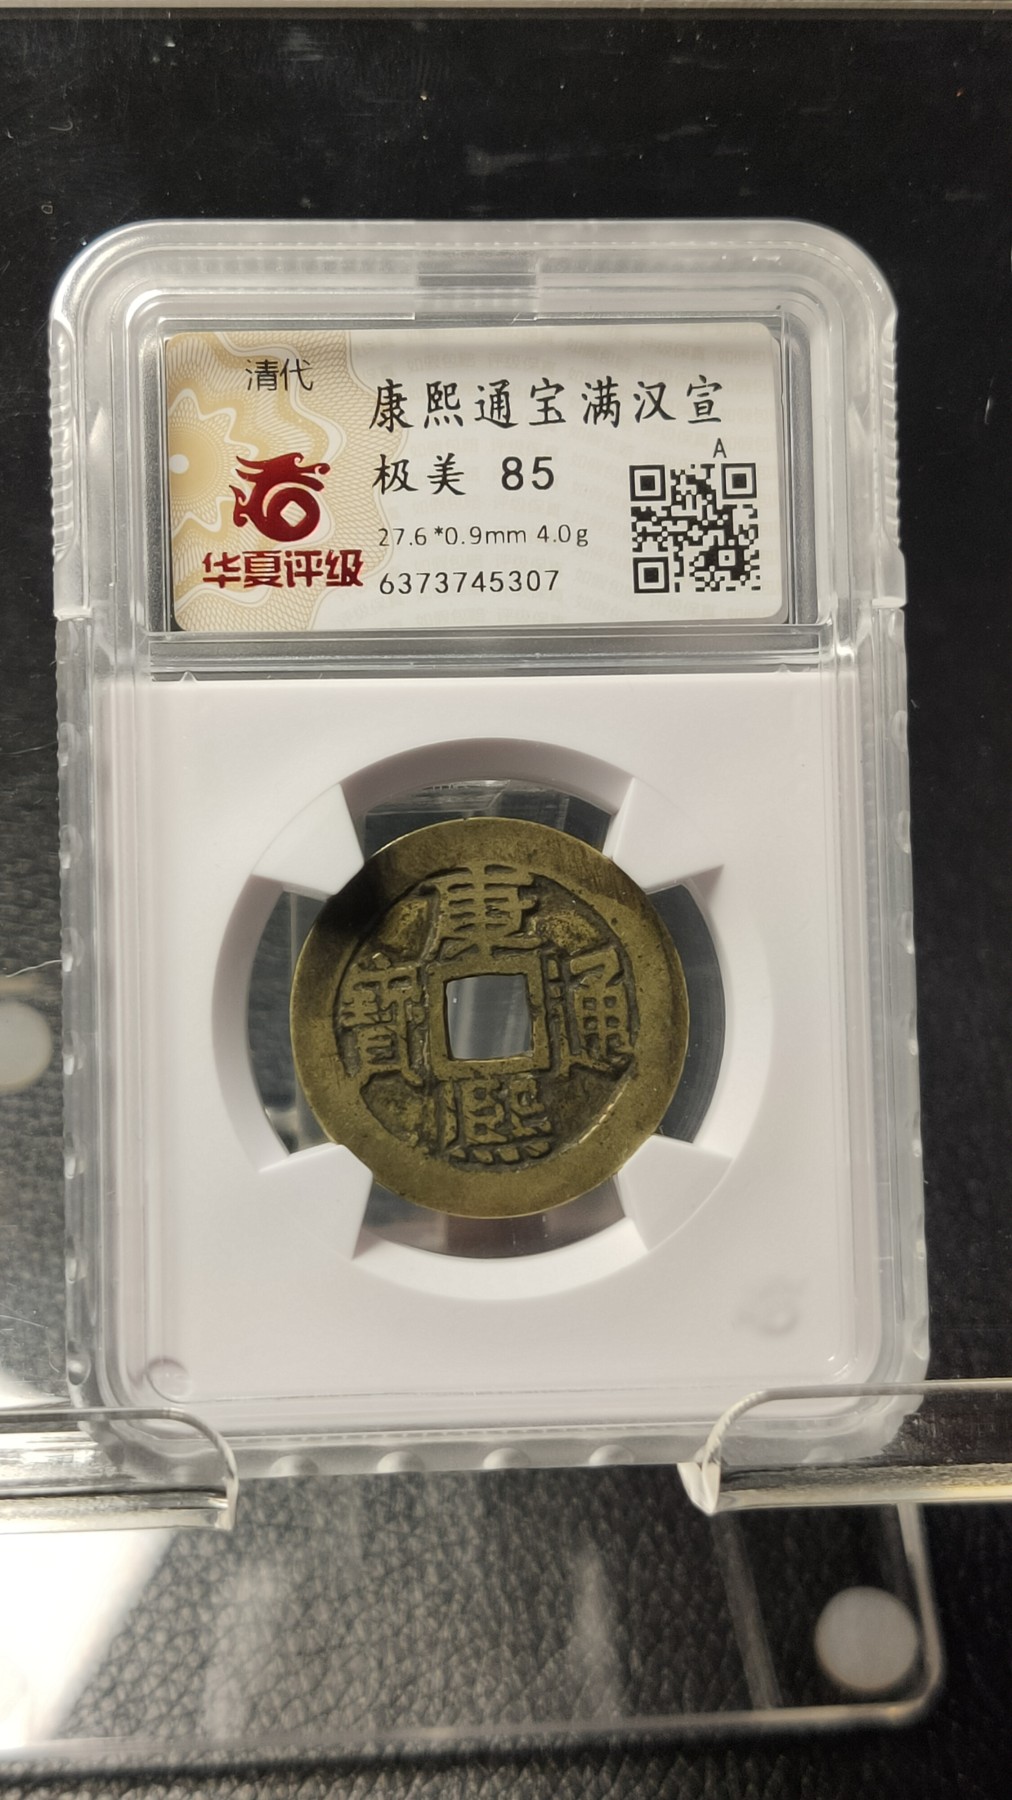 清代
康熙通宝满汉宣
极美 85
A
27.6*0.9mm 4.0g
华夏评级
6373745307
康
寶 通
熙